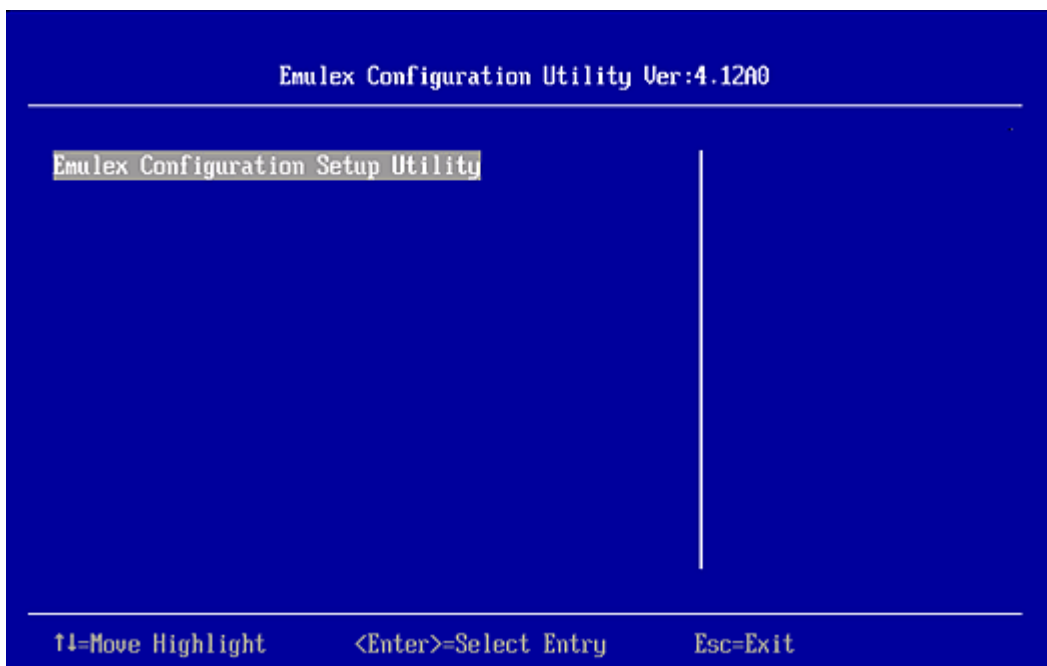 Emulex Configuration Utility Ver:4.12A0
Emulex Configuration Setup Utility
↑↓=Move Highlight <Enter>=Select Entry Esc=Exit